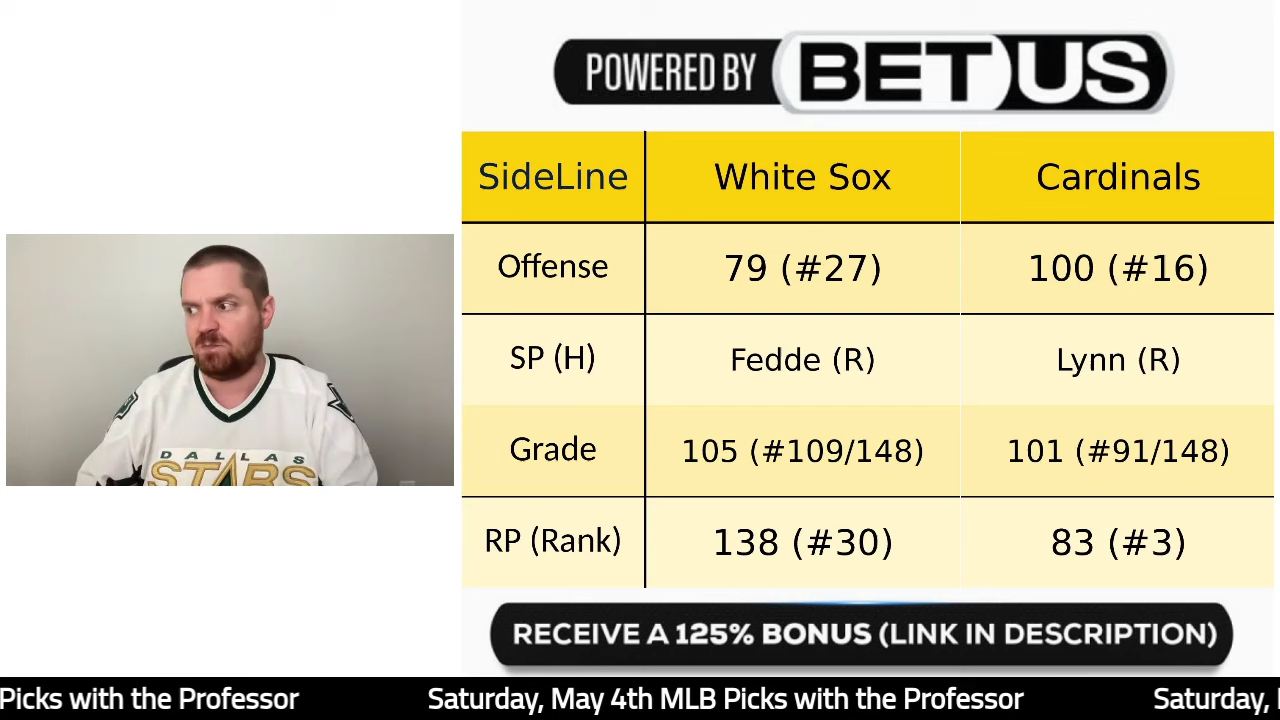 POWERED BY BETUS
SideLine White Sox Cardinals
Offense 79 (#27) 100 (#16)
SP (H) Fedde (R) Lynn (R)
Grade 105 (#109/148) 101 (#91/148)
RP (Rank) 138 (#30) 83 (#3)
DALLAS
STARS
RECEIVE A 125% BONUS (LINK IN DESCRIPTION)
Picks with the Professor Saturday, May 4th MLB Picks with the Professor Saturday,